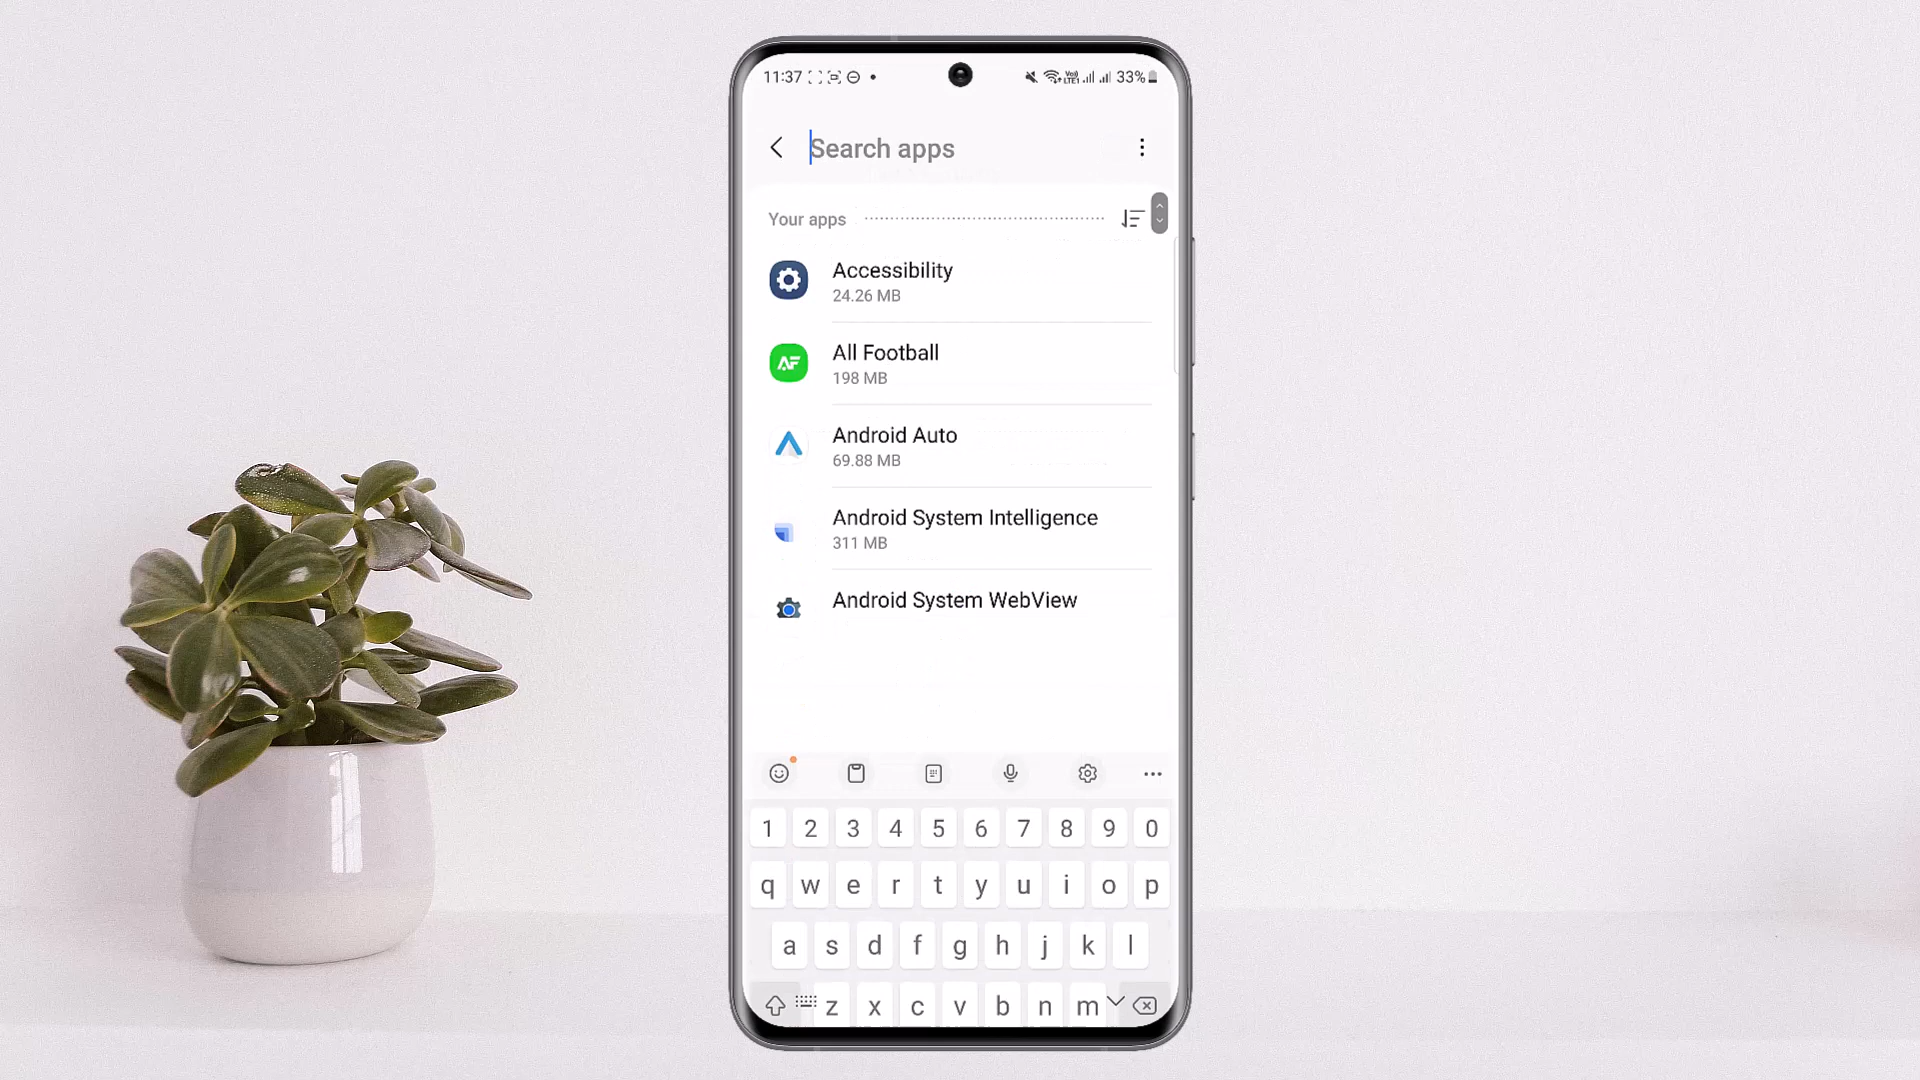 11:37 33%
Search apps
Your apps
Accessibility
24.26 MB
AF
All Football
198 MB
Android Auto
69.88 MB
Android System Intelligence
311 MB
Android System WebView
1 2 3 4 5 6 7 8 9 0
q w e r t y u i o p
a s d f g h j k l
z x c v b n m